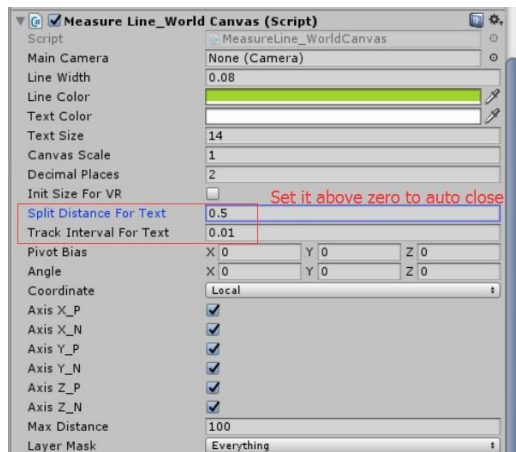 Measure Line_World Canvas (Script)
Script MeasureLine_WorldCanvas
Main Camera None (Camera)
Line Width 0.08
Line Color
Text Color
Text Size 14
Canvas Scale 1
Decimal Places 2
Init Size For VR
Set it above zero to auto close
Split Distance For Text 0.5
Track Interval For Text 0.01
Pivot Bias X 0 Y 0 Z 0
Angle X 0 Y 0 Z 0
Coordinate Local
Axis X_P
Axis X_N
Axis Y_P
Axis Y_N
Axis Z_P
Axis Z_N
Max Distance 100
Layer Mask Everything